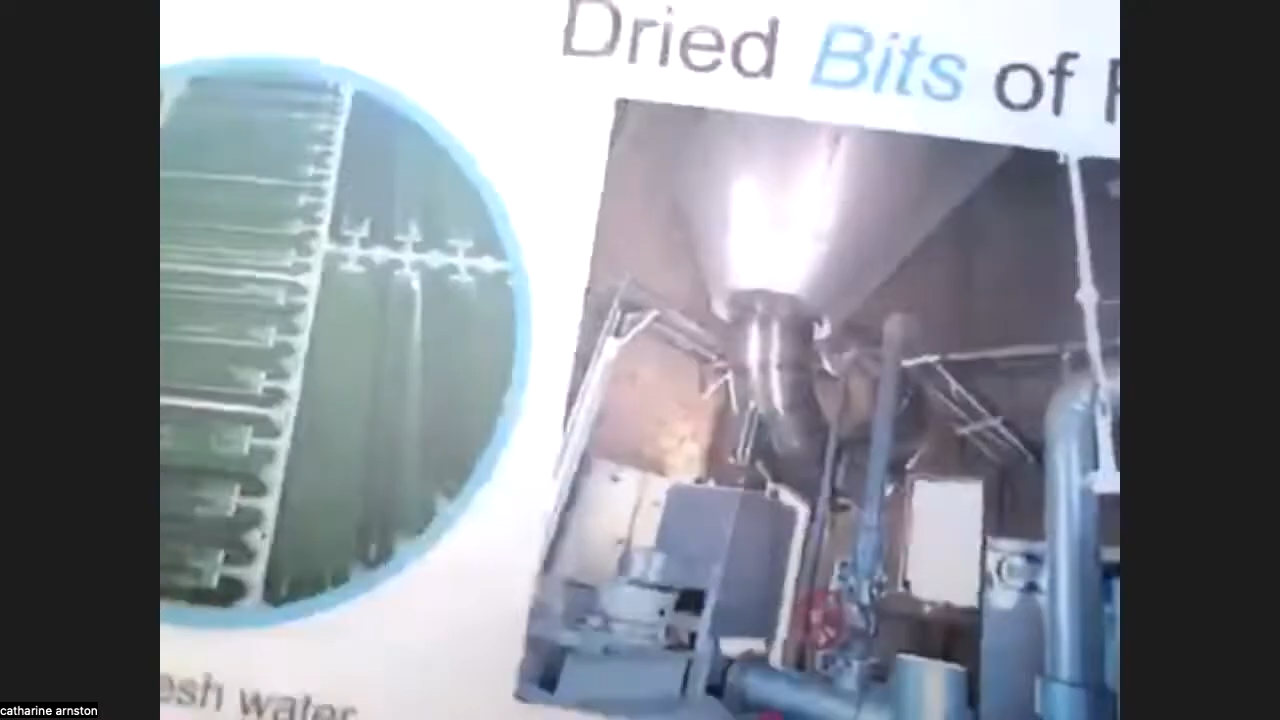 Dried Bits of
esh water
catharine arnston